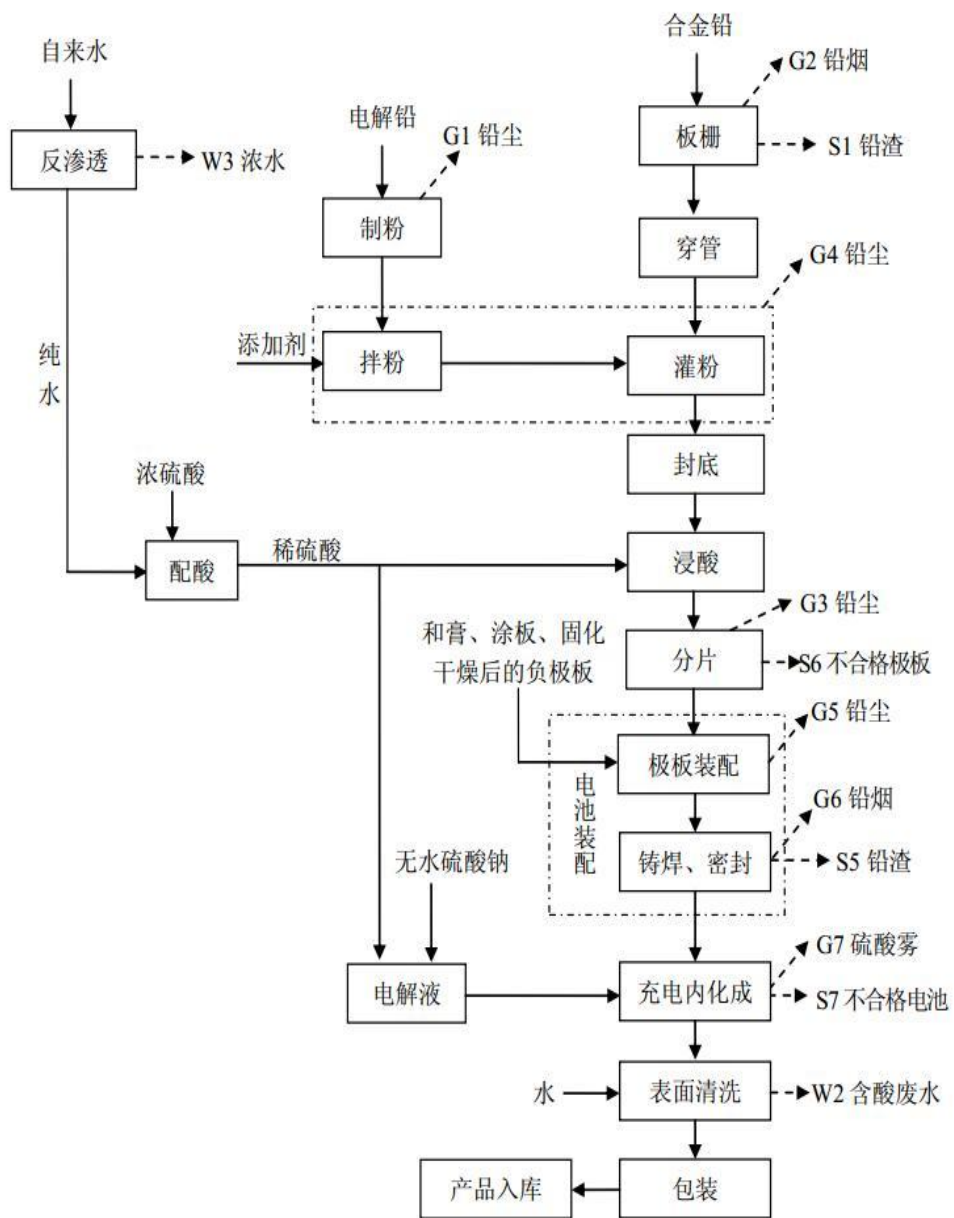 合金铅
自来水
G2 铅烟
电解铅
G1 铅尘
板栅
反渗透
W3 浓水
S1 铅渣
制粉
穿管
G4 铅尘
添加剂
拌粉
灌粉
纯
水
封底
浓硫酸
配酸
稀硫酸
浸酸
G3 铅尘
和膏、涂板、固化
干燥后的负极板
分片
S6 不合格极板
G5 铅尘
极板装配
电
池
装
配
G6 铅烟
铸焊、密封
S5 铅渣
无水硫酸钠
G7 硫酸雾
电解液
充电内化成
S7 不合格电池
水
表面清洗
W2 含酸废水
产品入库
包装